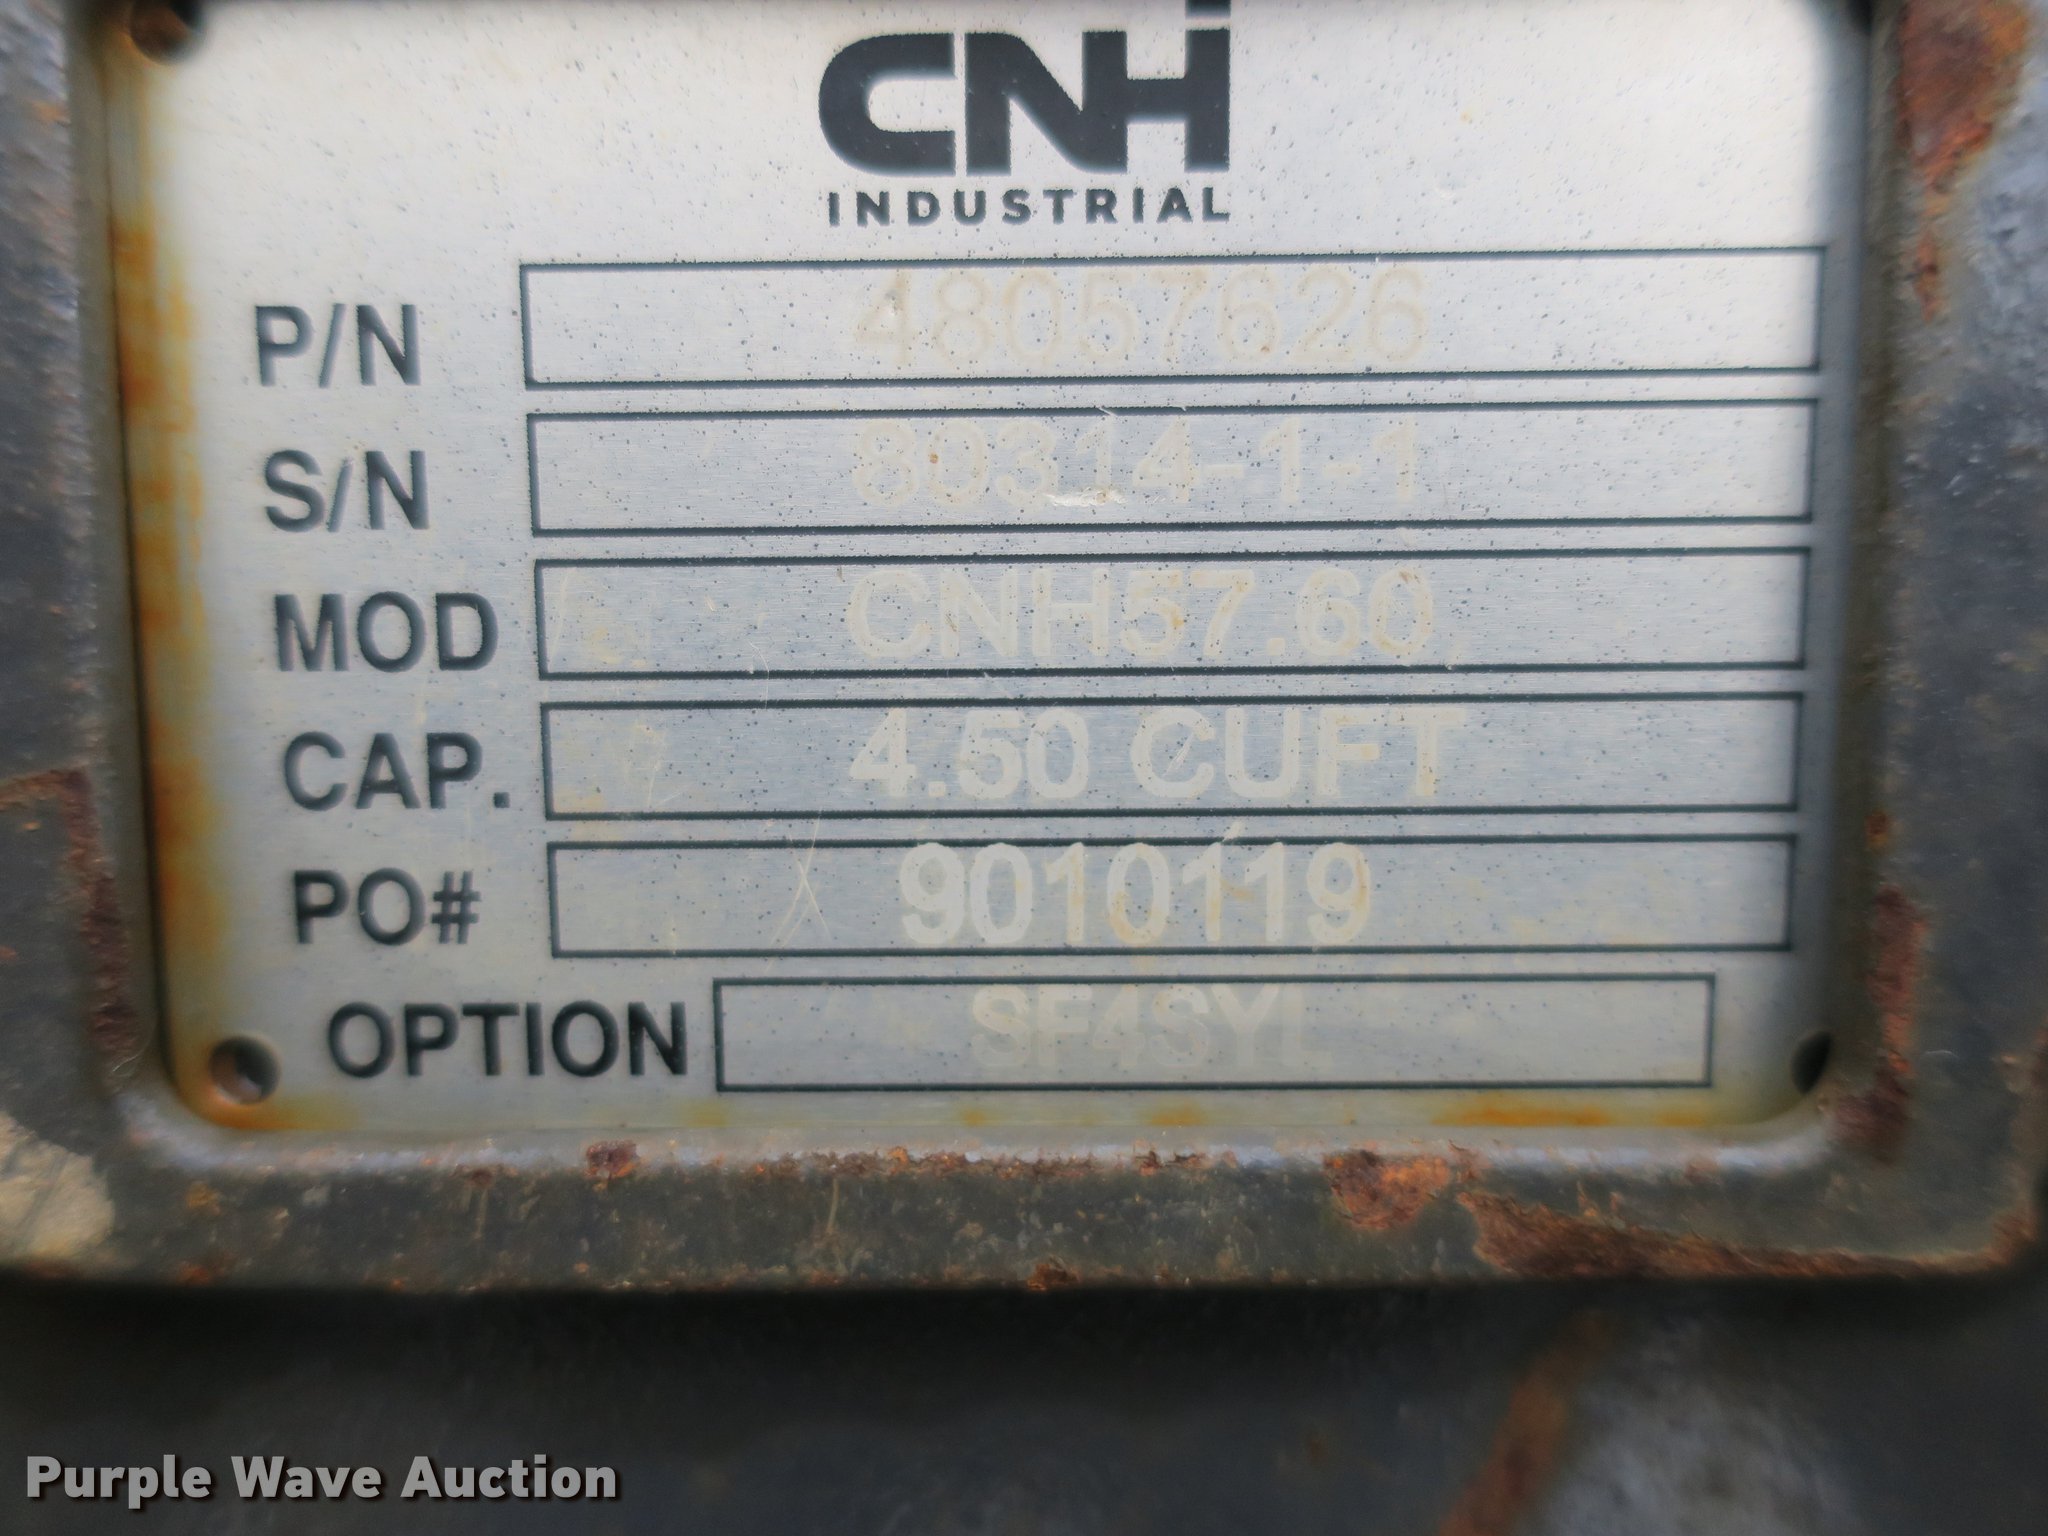 CNH
INDUSTRIAL
P/N 48057626
S/N 80314-1-1
MOD CNH57.60
CAP. 4.50 CUFT
PO# 9010119
OPTION SF4SYL
Purple Wave Auction